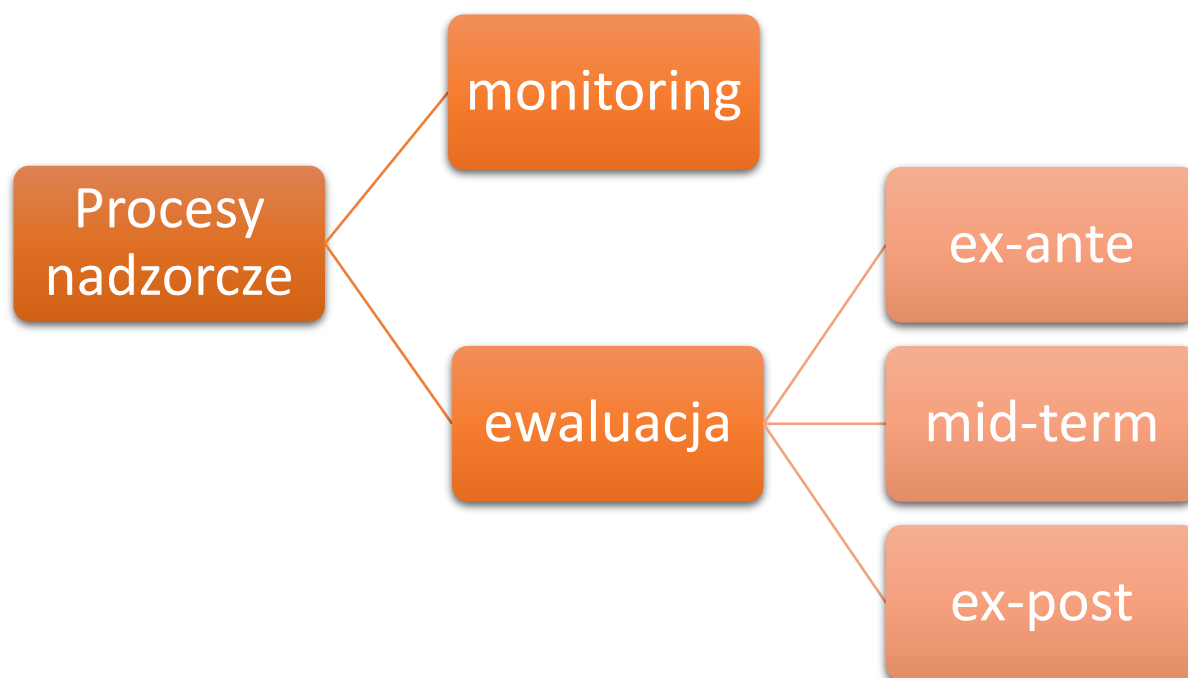 monitoring
Procesy
nadzorcze
ex-ante
ewaluacja
mid-term
ex-post